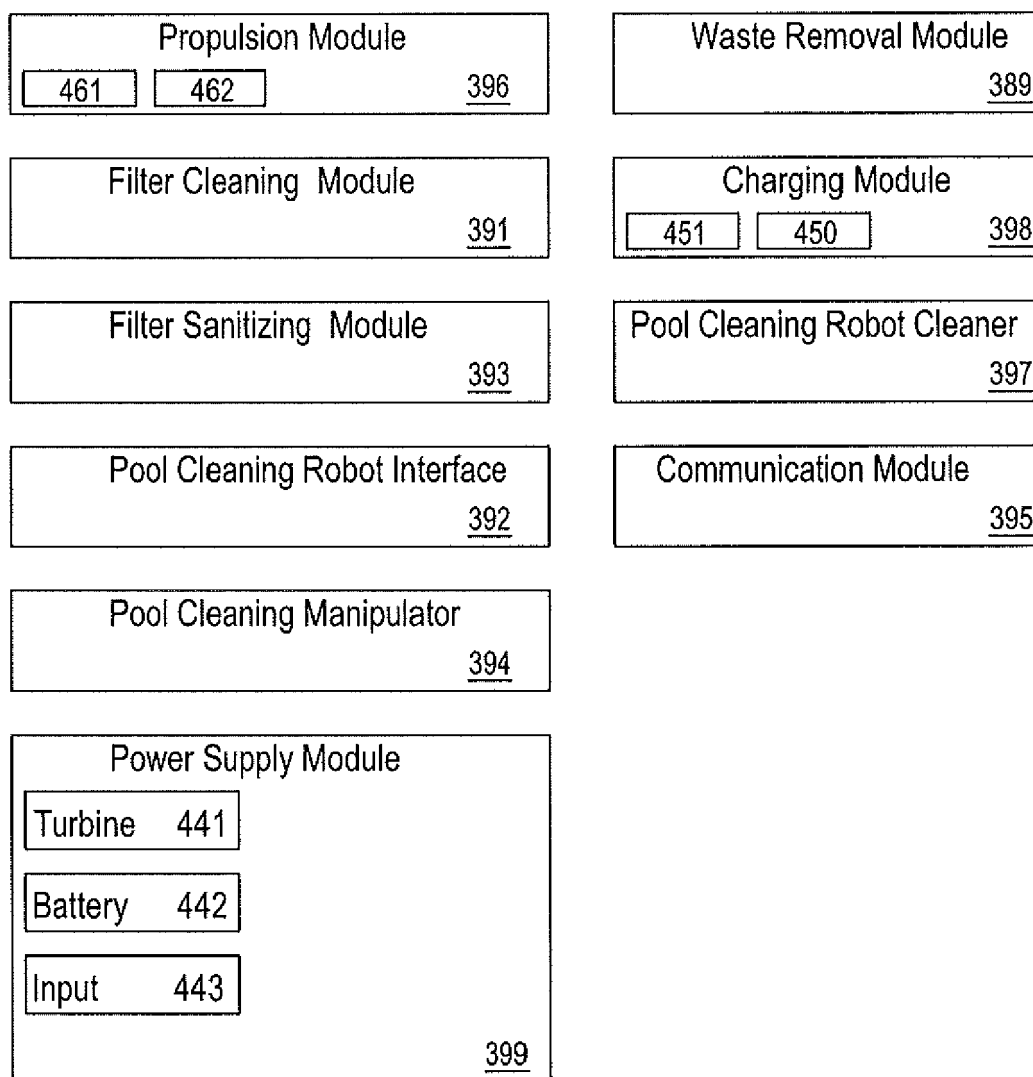 Propulsion Module
461 462 396
Filter Cleaning Module
391
Filter Sanitizing Module
393
Pool Cleaning Robot Interface
392
Pool Cleaning Manipulator
394
Power Supply Module
Turbine 441
Battery 442
Input 443
399
Waste Removal Module
389
Charging Module
451 450 398
Pool Cleaning Robot Cleaner
397
Communication Module
395